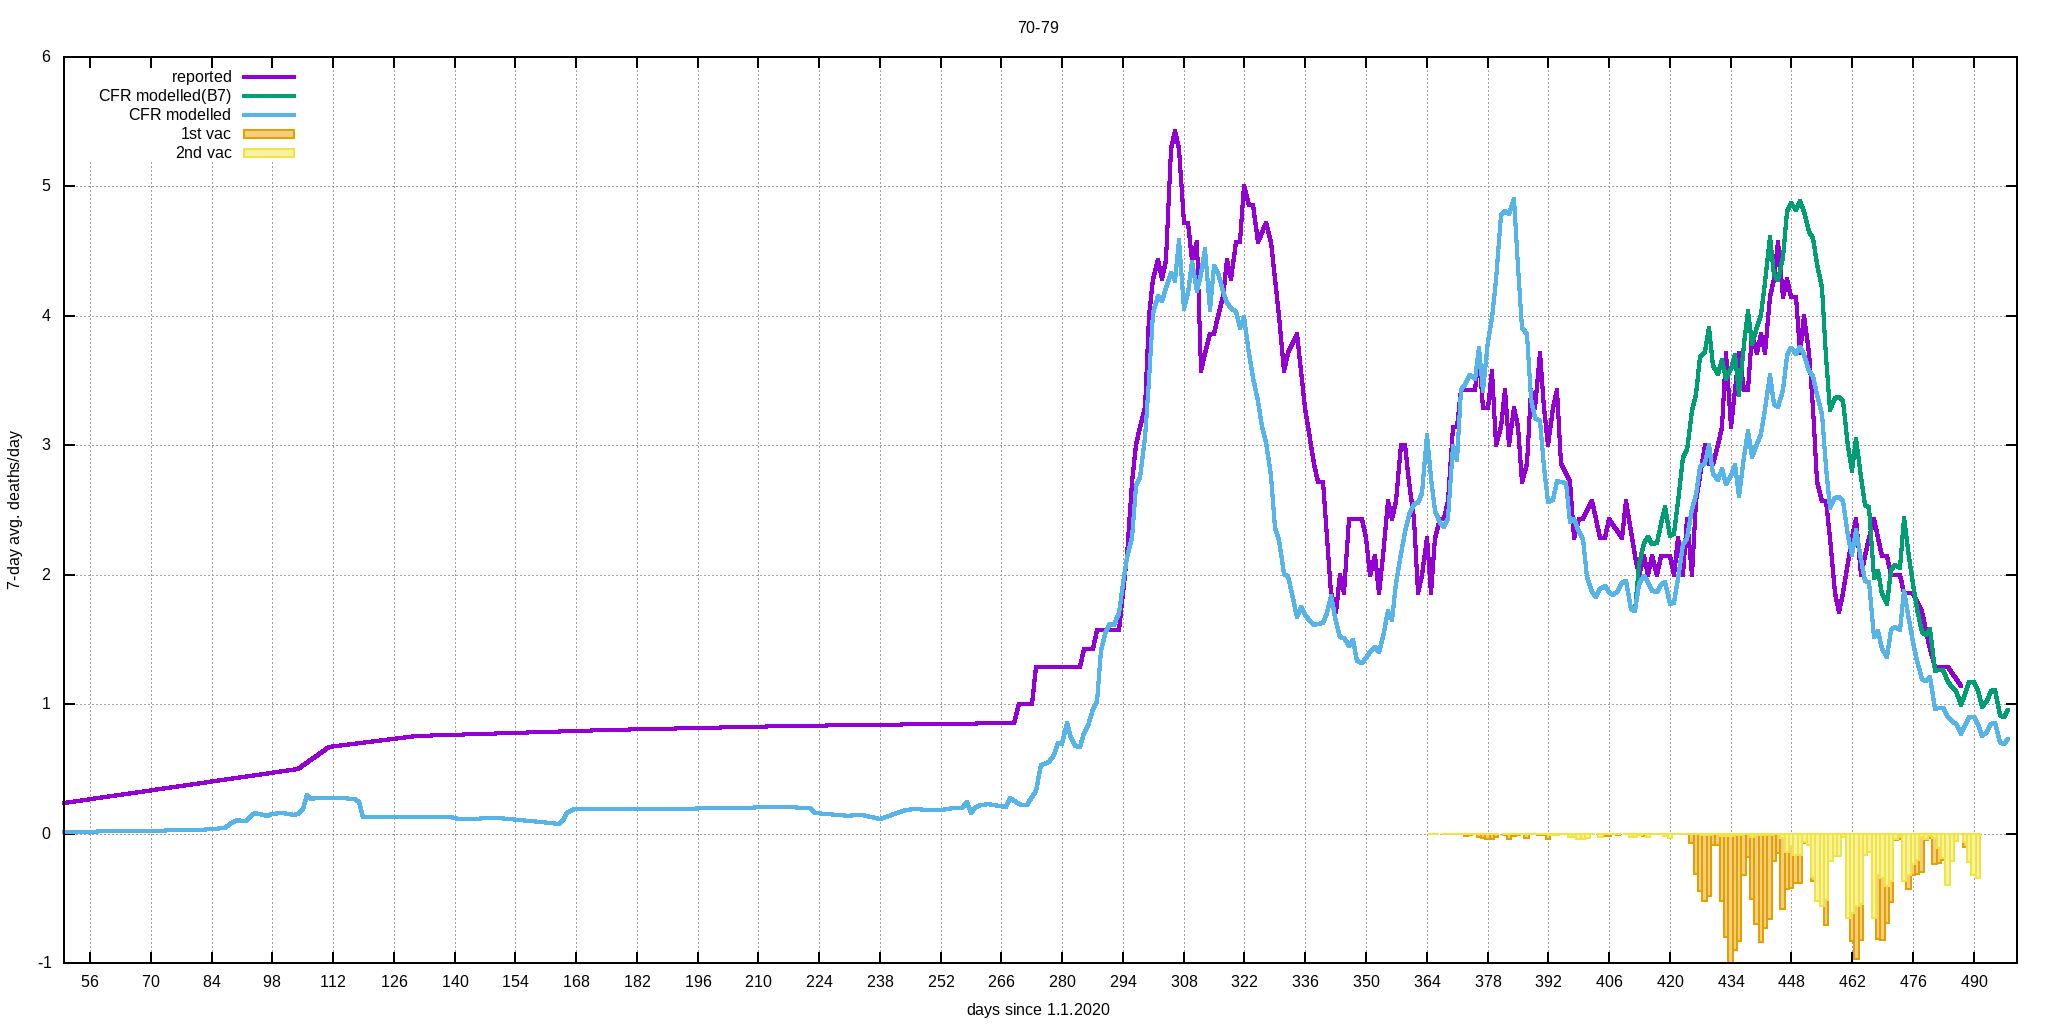 70-79
reported
CFR modelled(B7)
CFR modelled
1st vac
2nd vac
6
5
4
3
2
1
0
-1
7-day avg. deaths/day
56 70 84 98 112 126 140 154 168 182 196 210 224 238 252 266 280 294 308 322 336 350 364 378 392 406 420 434 448 462 476 490
days since 1.1.2020